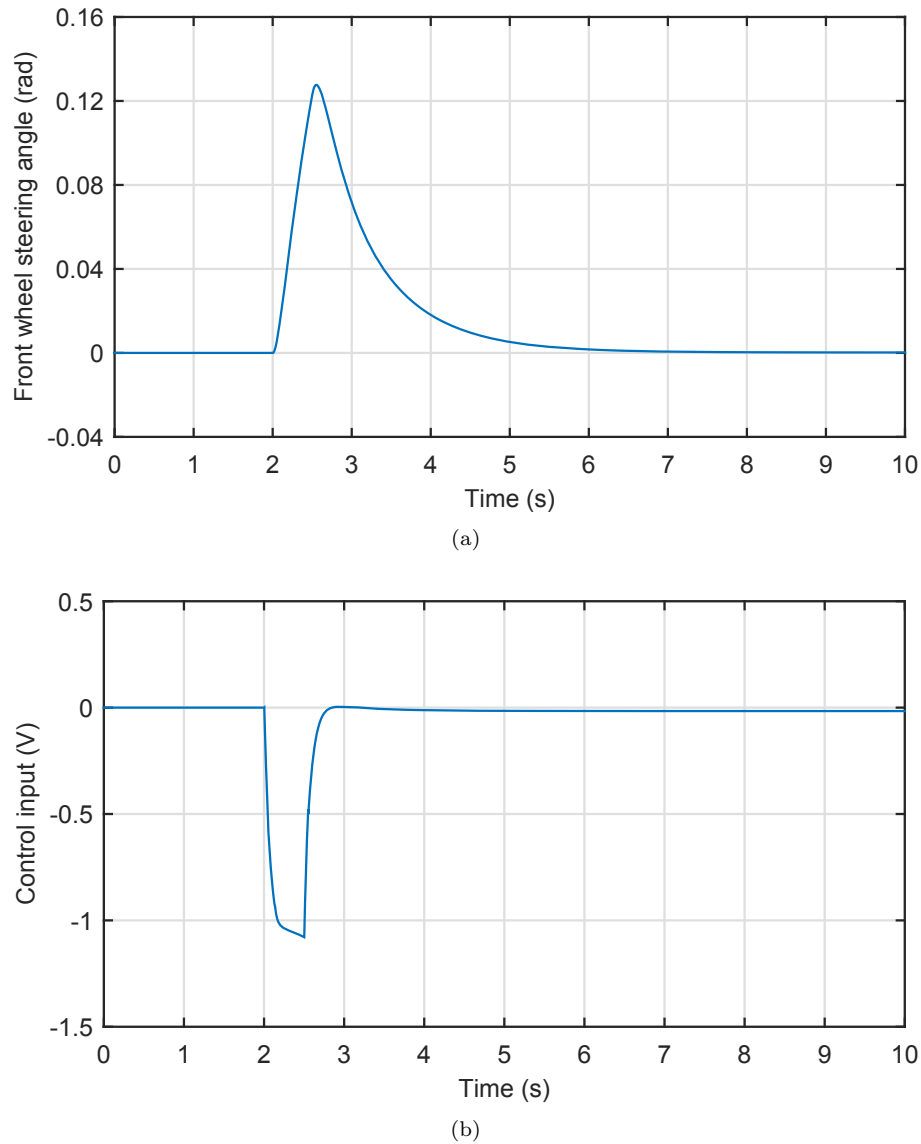 0.16
0.12
0.08
0.04
0
-0.04
Front wheel steering angle (rad)
0 1 2 3 4 5 6 7 8 9 10
Time (s)
(a)
0.5
0
-0.5
-1
-1.5
Control input (V)
0 1 2 3 4 5 6 7 8 9 10
Time (s)
(b)